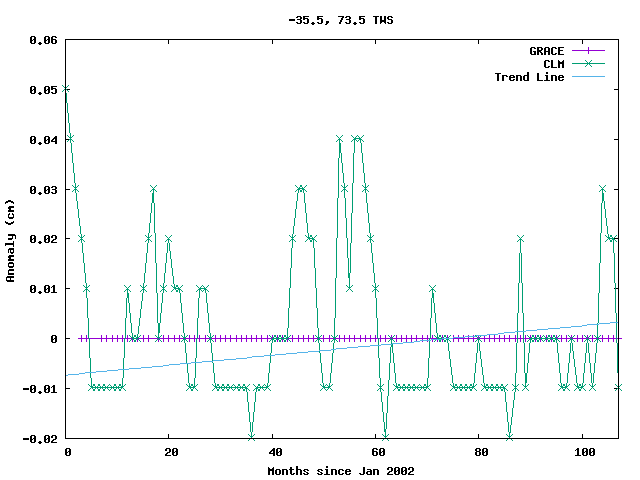 -35.5, 73.5 TWS
GRACE
CLM
Trend Line
0.06
0.05
0.04
0.03
0.02
0.01
0
-0.01
-0.02
Anomaly (cm)
0 20 40 60 80 100
Months since Jan 2002